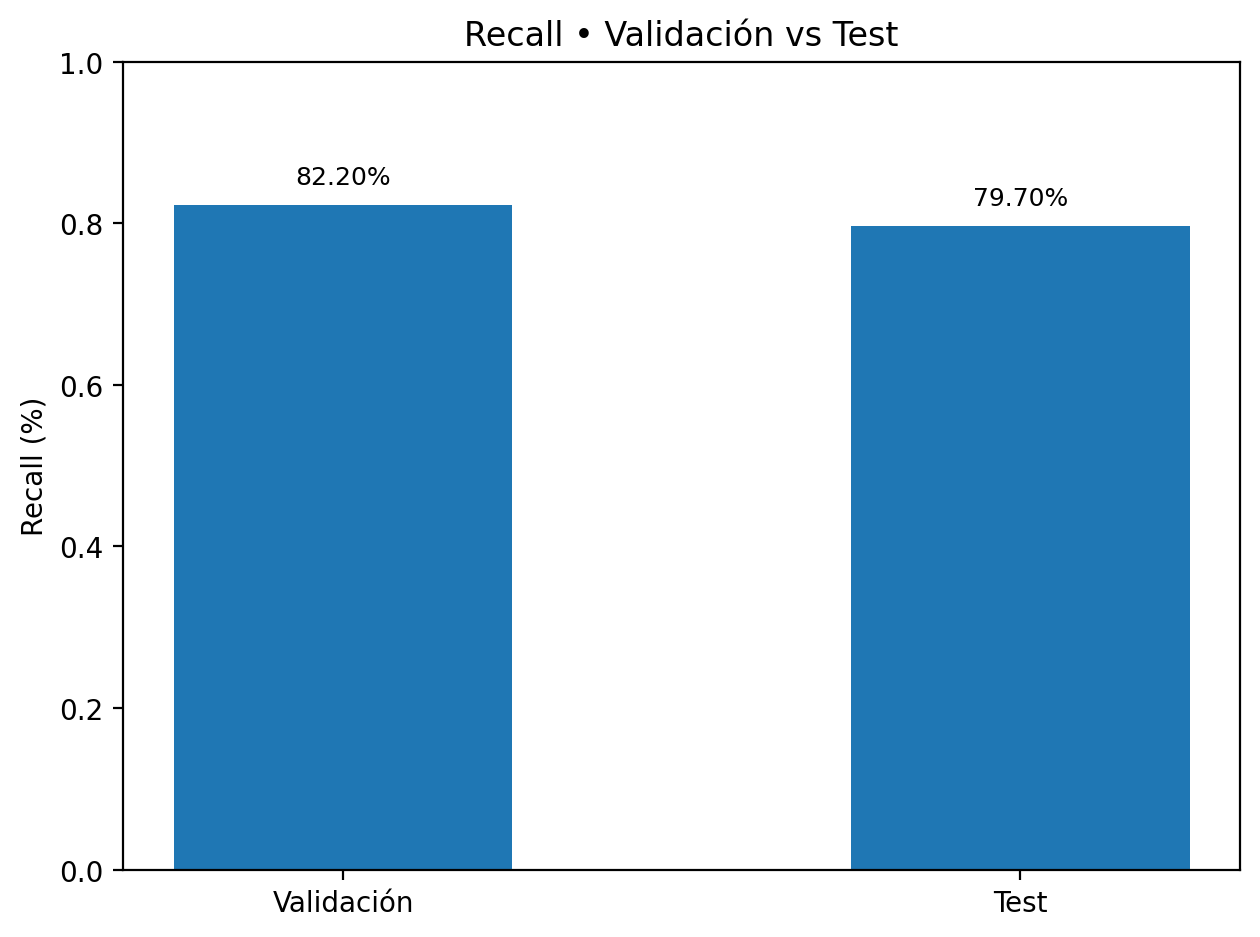 Recall • Validación vs Test
1.0
0.8
0.6
0.4
0.2
0.0
Recall (%)
82.20%
79.70%
Validación
Test